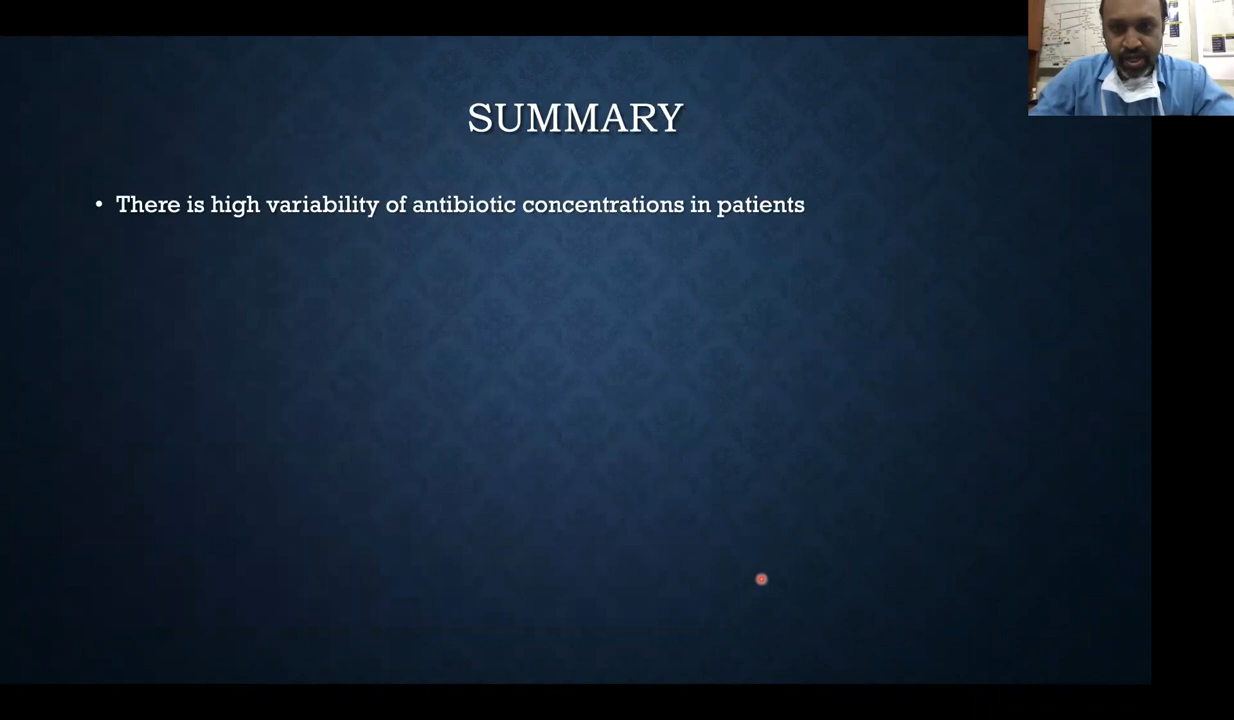 SUMMARY
• There is high variability of antibiotic concentrations in patients